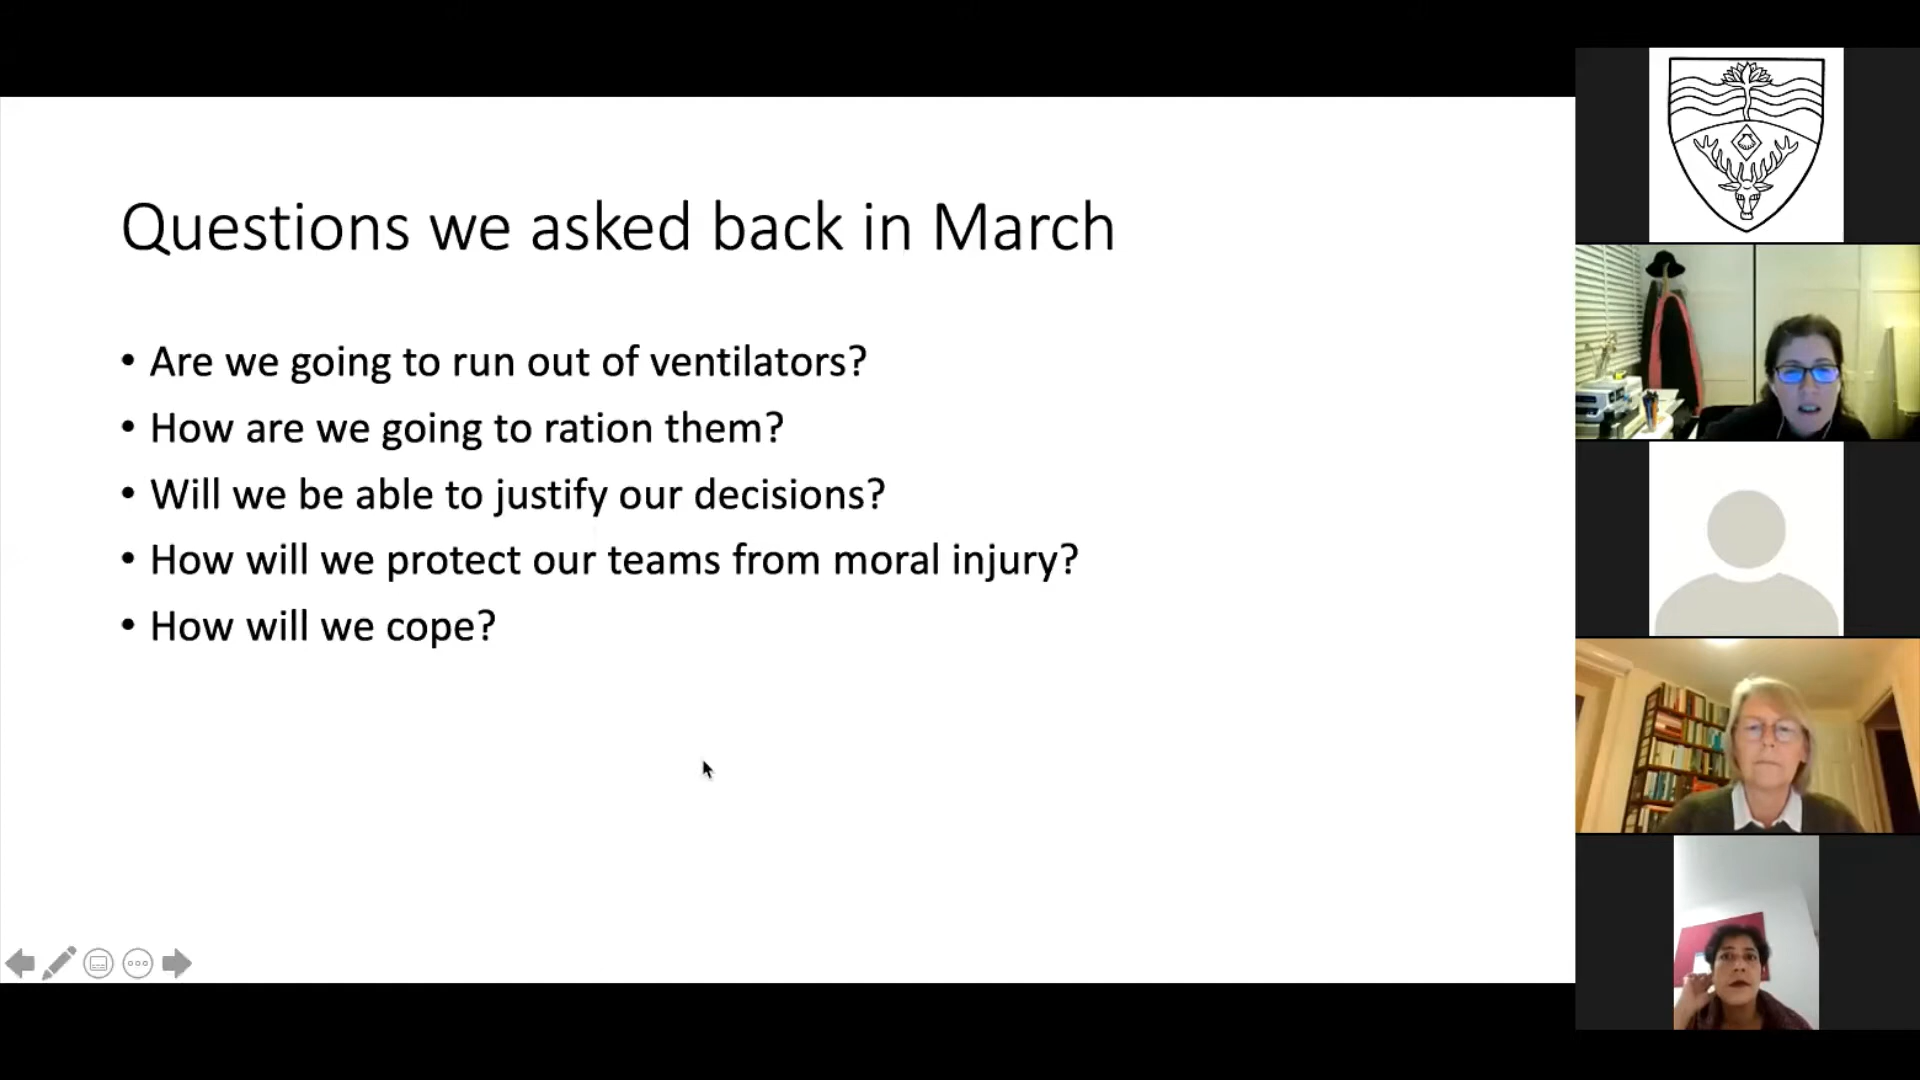 Questions we asked back in March
• Are we going to run out of ventilators?
• How are we going to ration them?
• Will we be able to justify our decisions?
• How will we protect our teams from moral injury?
• How will we cope?